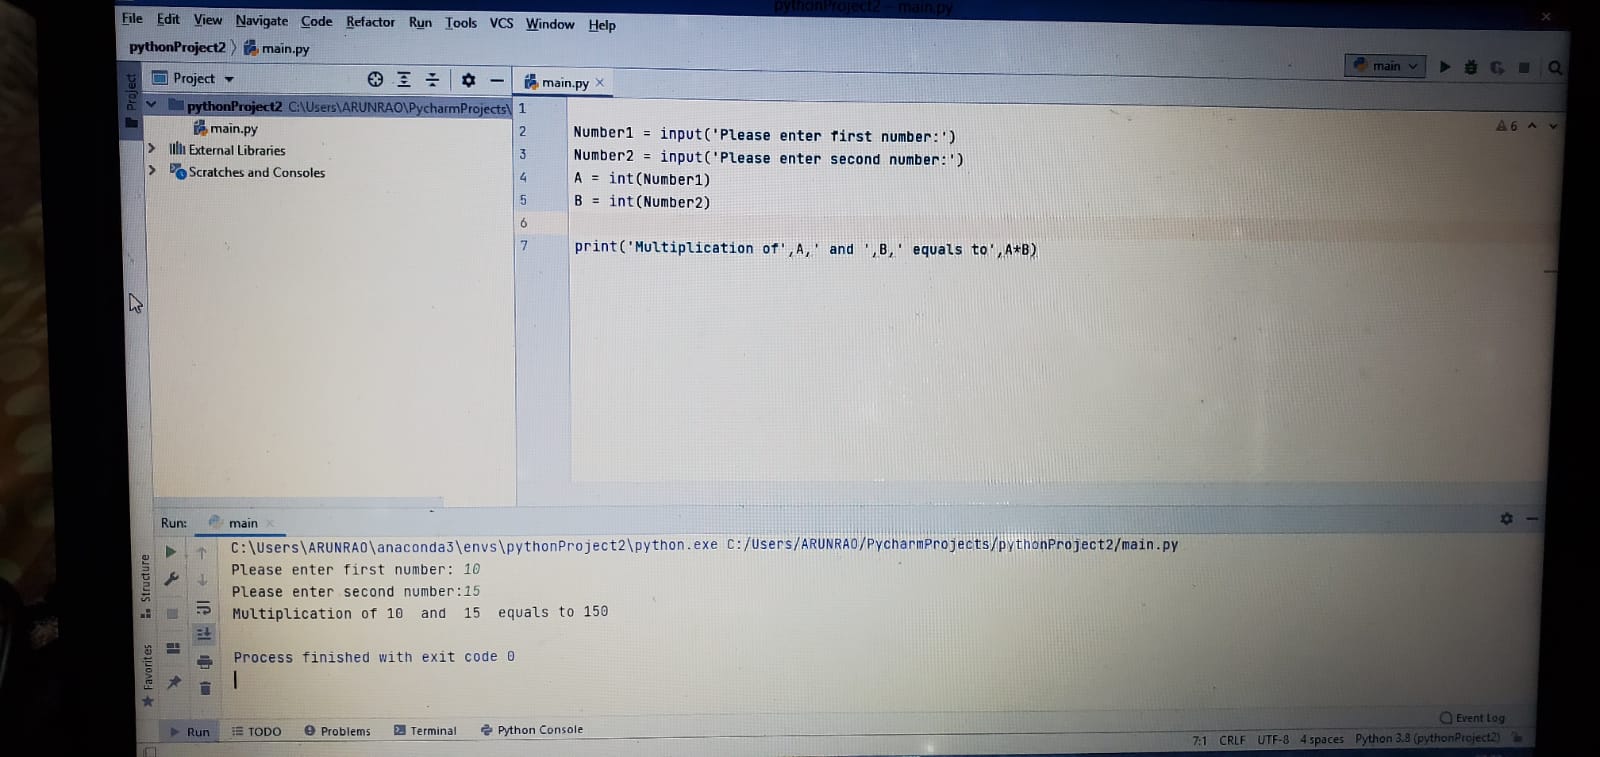 pythonProject2 – main.py
File Edit View Navigate Code Refactor Run Tools VCS Window Help
pythonProject2 main.py
main
Project
Project
main.py
pythonProject2 C:\Users\ARUNRAO\PycharmProjects\
main.py
External Libraries
Scratches and Consoles
6
1
2 Number1 = input('Please enter first number:')
3 Number2 = input('Please enter second number:')
4 A = int(Number1)
5 B = int(Number2)
6
7 print('Multiplication of',A,' and ',B,' equals to',A*B)
Run: main
C:\Users\ARUNRAO\anaconda3\envs\pythonProject2\python.exe C:/Users/ARUNRAO/PycharmProjects/pythonProject2/main.py
Please enter first number: 10
Please enter second number:15
Multiplication of 10  and  15  equals to 150
Process finished with exit code 0
Structure
Favorites
Run TODO Problems Terminal Python Console
Event Log
7:1 CRLF UTF-8 4 spaces Python 3.8 (pythonProject2)